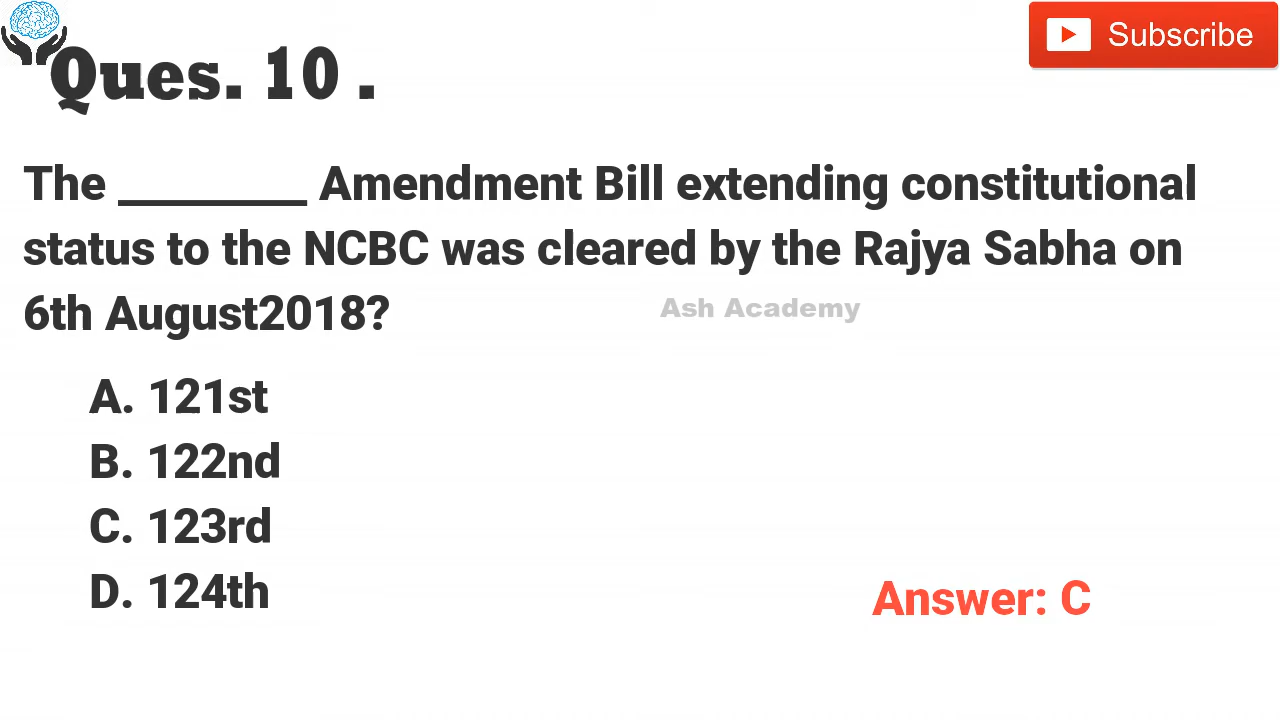 Subscribe
Ques. 10 .
The ________ Amendment Bill extending constitutional
status to the NCBC was cleared by the Rajya Sabha on
6th August2018?
Ash Academy
A. 121st
B. 122nd
C. 123rd
D. 124th
Answer: C